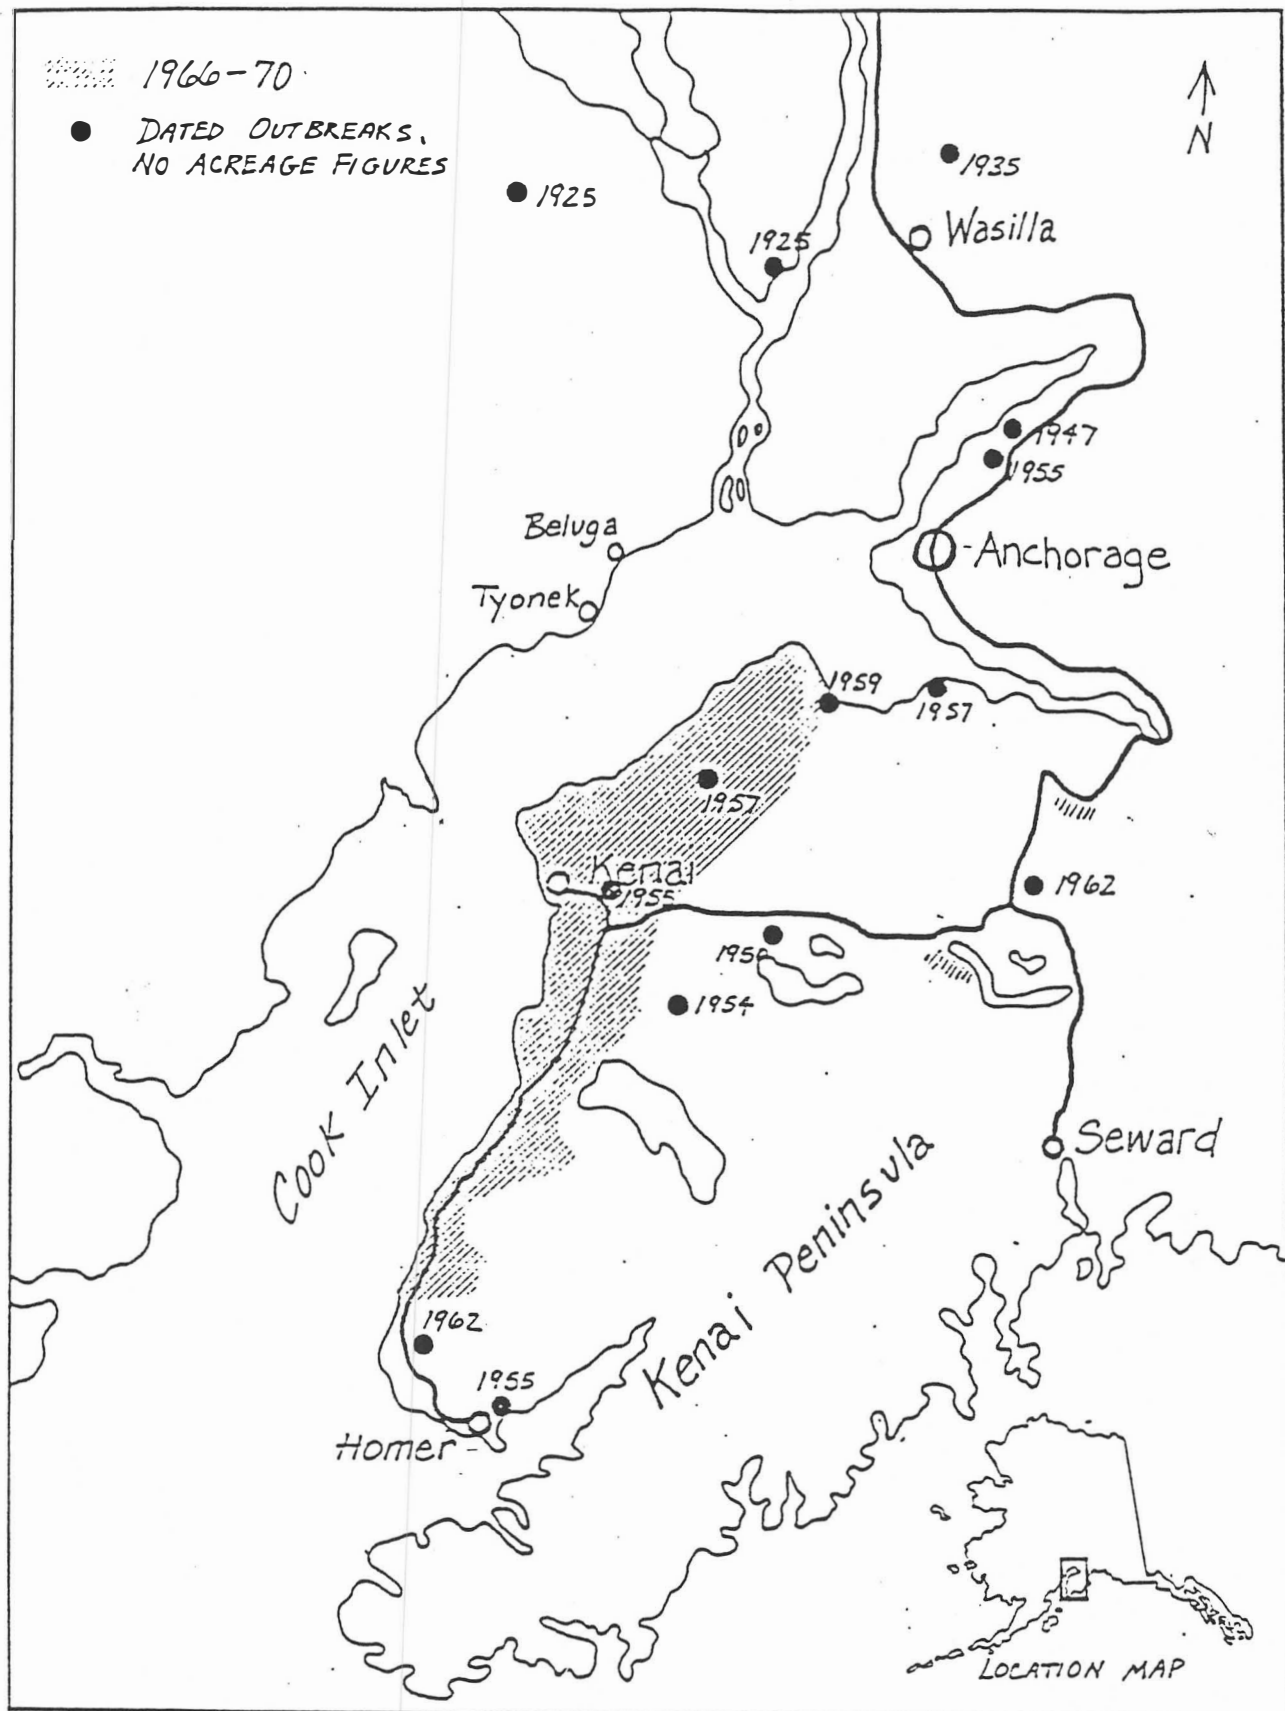 1966-70
DATED OUTBREAKS,
NO ACREAGE FIGURES
N
1935
1925
Wasilla
1925
1947
1955
Beluga
Anchorage
Tyonek
1959
1957
1957
Kenai
1955
1962
1954
Cook Inlet
Seward
Kenai Peninsula
1962
1955
Homer
LOCATION MAP